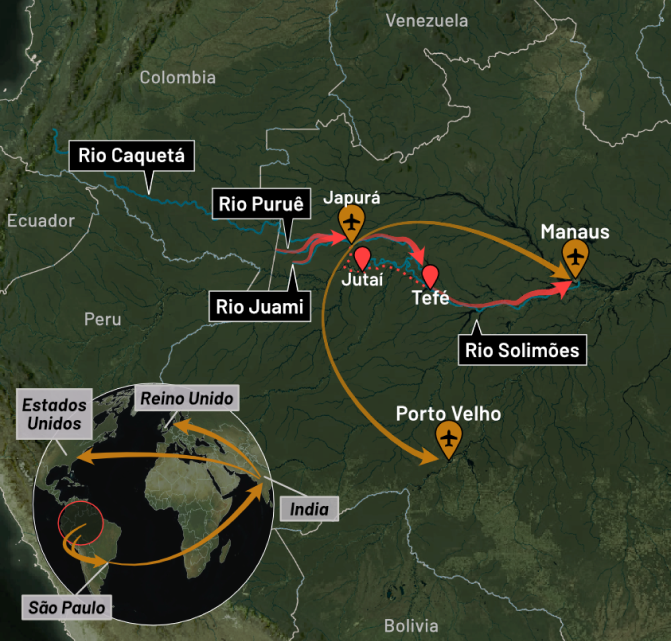 Venezuela
Colombia
Rio Caquetá
Rio Puruê
Japurá
Ecuador
Manaus
Jutaí
Tefé
Rio Juami
Peru
Rio Solimões
Reino Unido
Estados
Unidos
Porto Velho
India
São Paulo
Bolivia